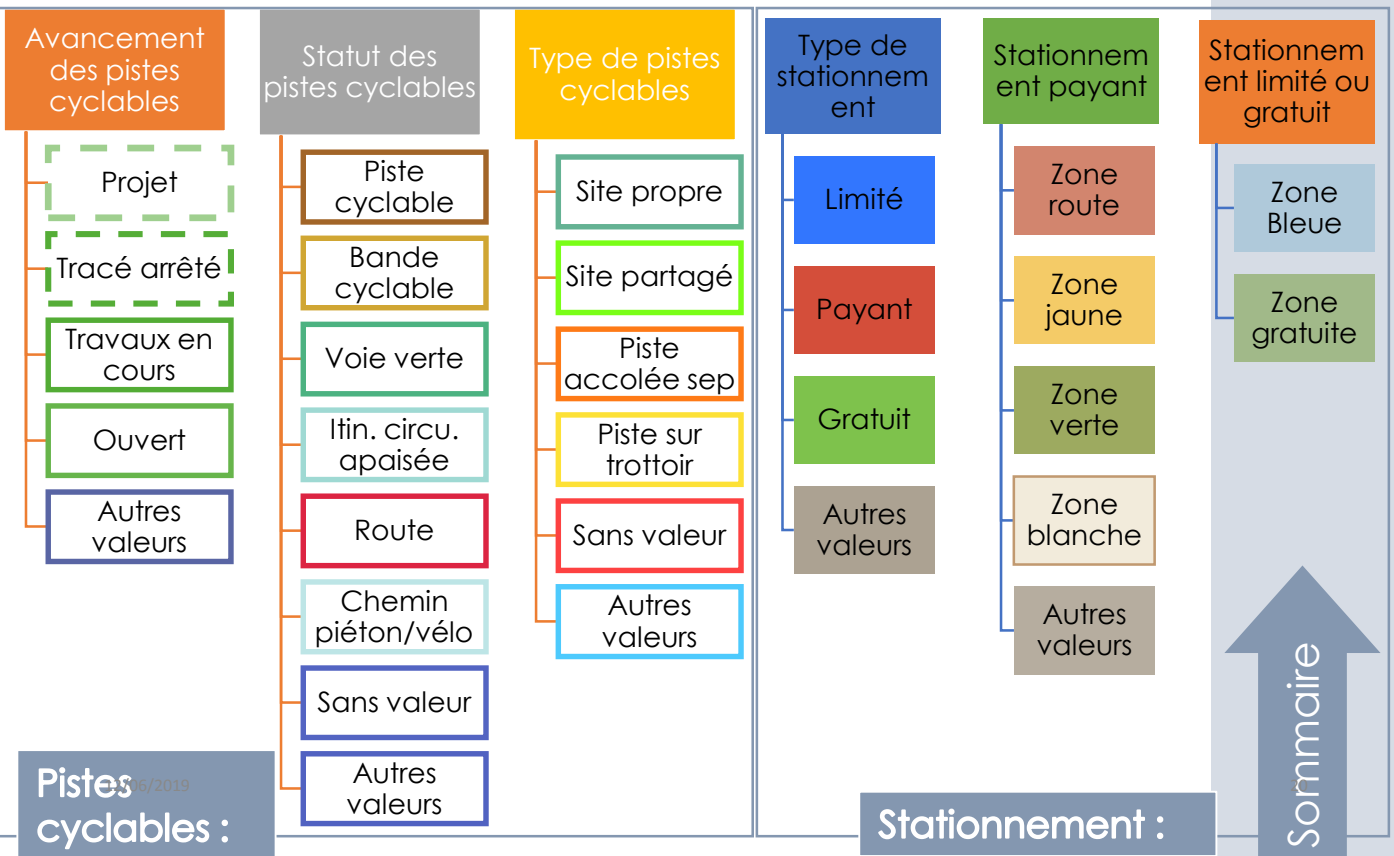 Avancement
des pistes
cyclables
Projet
Tracé arrêté
Travaux en
cours
Ouvert
Autres
valeurs
Statut des
pistes cyclables
Piste
cyclable
Bande
cyclable
Voie verte
Itin. circu.
apaisée
Route
Chemin
piéton/vélo
Sans valeur
Autres
valeurs
Type de pistes
cyclables
Site propre
Site partagé
Piste
accolée sep
Piste sur
trottoir
Sans valeur
Autres
valeurs
Pistes
cyclables :
Type de
stationnem
ent
Limité
Payant
Gratuit
Autres
valeurs
Stationnem
ent payant
Zone
route
Zone
jaune
Zone
verte
Zone
blanche
Autres
valeurs
Stationnem
ent limité ou
gratuit
Zone
Bleue
Zone
gratuite
Stationnement :
Sommaire